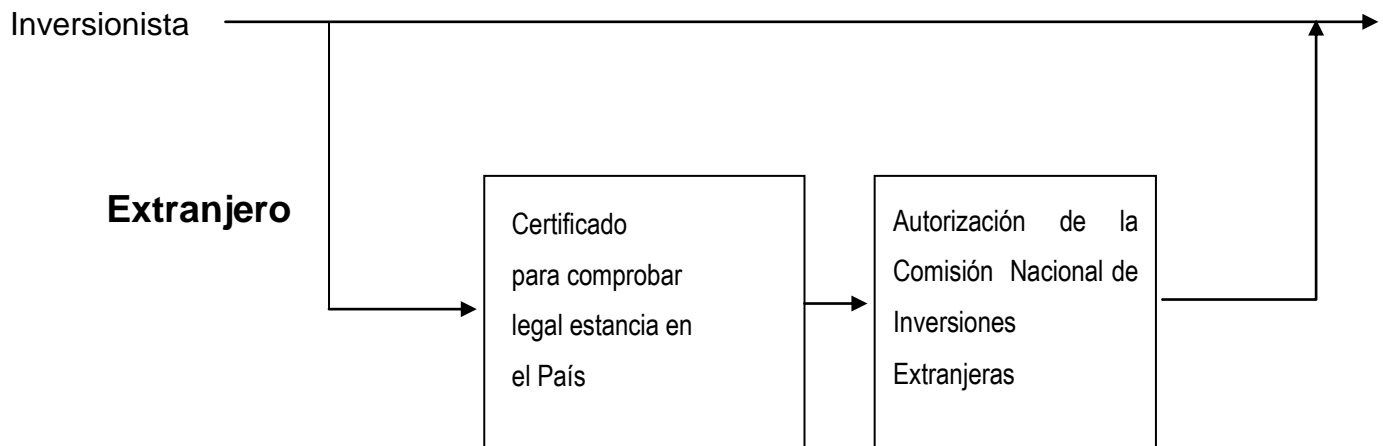 Inversionista
Extranjero
Certificado
para comprobar
legal estancia en
el País
Autorización de la
Comisión Nacional de
Inversiones
Extranjeras